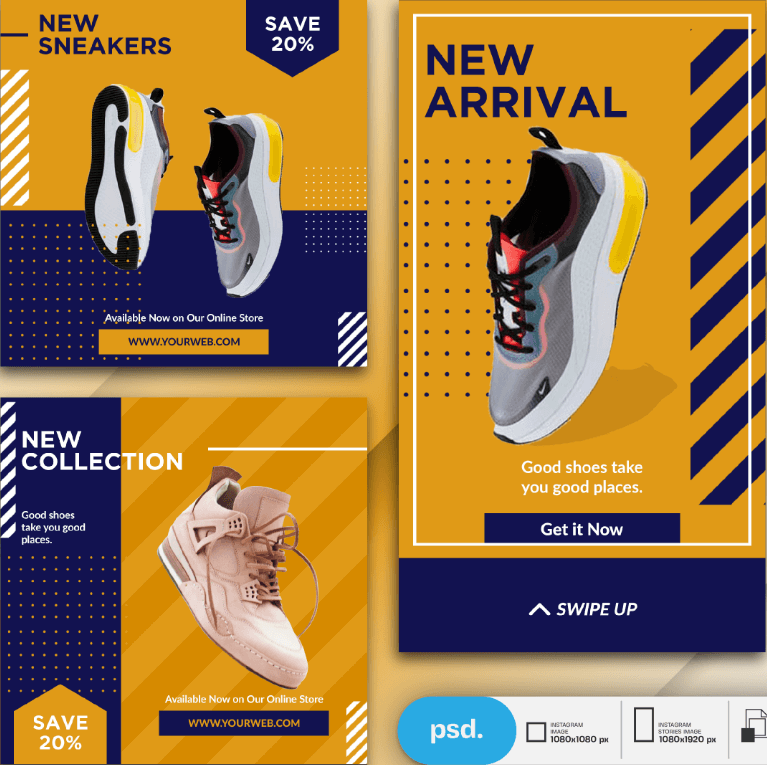 NEW
SNEAKERS
SAVE
20%
Available Now on Our Online Store
WWW.YOURWEB.COM
NEW
COLLECTION
Good shoes
take you good
places.
Available Now on Our Online Store
WWW.YOURWEB.COM
SAVE
20%
NEW
ARRIVAL
Good shoes take
you good places.
Get it Now
SWIPE UP
psd.
INSTAGRAM
IMAGE
1080x1080 px
INSTAGRAM
STORIES IMAGE
1080x1920 px